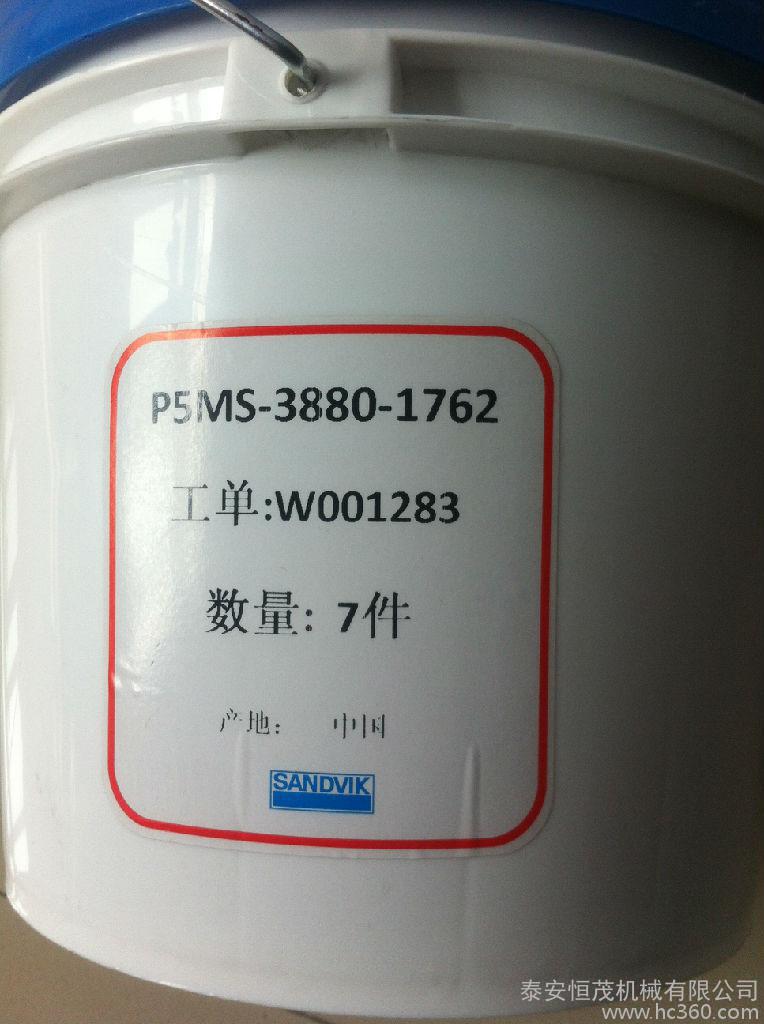 P5MS-3880-1762
工单:W001283
数量: 7件
产地: 中国
SANDVIK
泰安恒茂机械有限公司
www.hc360.com